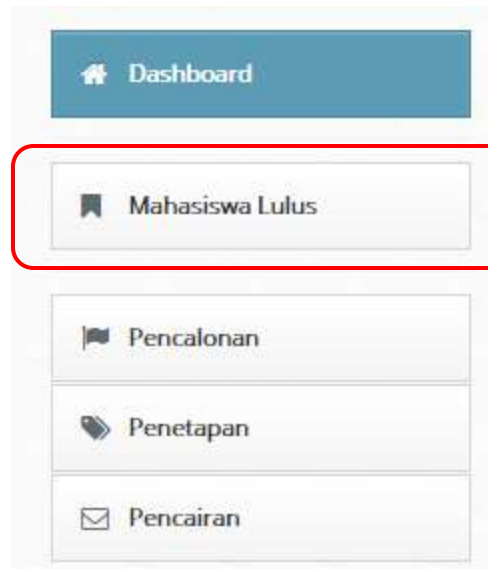 Dashboard
Mahasiswa Lulus
Pencalonan
Penetapan
Pencairan